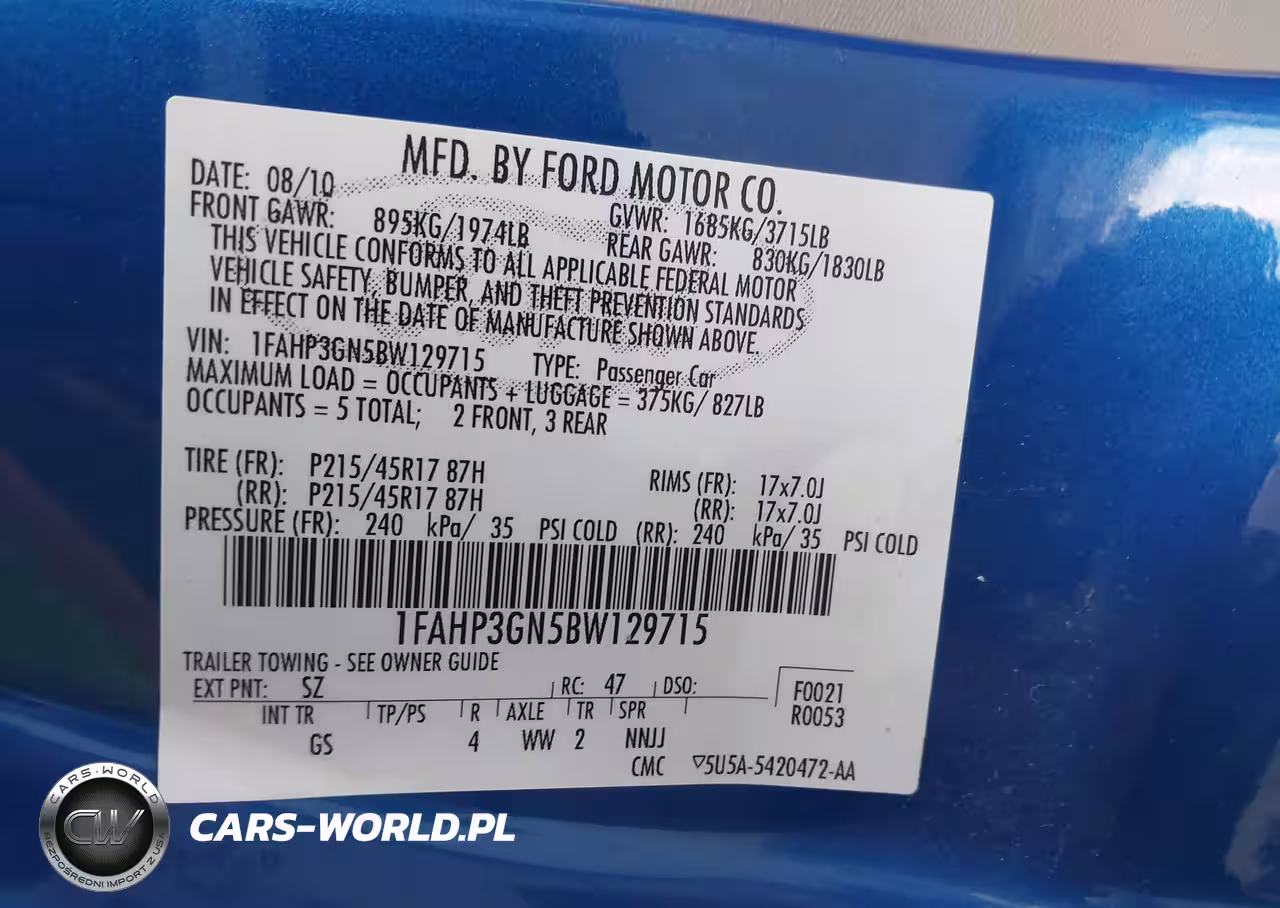 MFD. BY FORD MOTOR CO.
DATE: 08/10 GVWR: 1685KG/3715LB
FRONT GAWR: 895KG/1974LB REAR GAWR: 830KG/1830LB
THIS VEHICLE CONFORMS TO ALL APPLICABLE FEDERAL MOTOR
VEHICLE SAFETY, BUMPER, AND THEFT PREVENTION STANDARDS
IN EFFECT ON THE DATE OF MANUFACTURE SHOWN ABOVE.
VIN: 1FAHP3GN5BW129715 TYPE: Passenger Car
MAXIMUM LOAD = OCCUPANTS + LUGGAGE = 375KG/ 827LB
OCCUPANTS = 5 TOTAL; 2 FRONT, 3 REAR
TIRE (FR): P215/45R17 87H RIMS (FR): 17x7.0J
(RR): P215/45R17 87H (RR): 17x7.0J
PRESSURE (FR): 240 kPa/ 35 PSI COLD (RR): 240 kPa/ 35 PSI COLD
1FAHP3GN5BW129715
TRAILER TOWING - SEE OWNER GUIDE
EXT PNT: SZ RC: 47 DSO: F0021
INT TR TP/PS R AXLE TR SPR R0053
GS 4 WW 2 NNJJ
CMC ▽5U5A-5420472-AA
CARS-WORLD
CW
BEZPOŚREDNI IMPORT Z USA
CARS-WORLD.PL